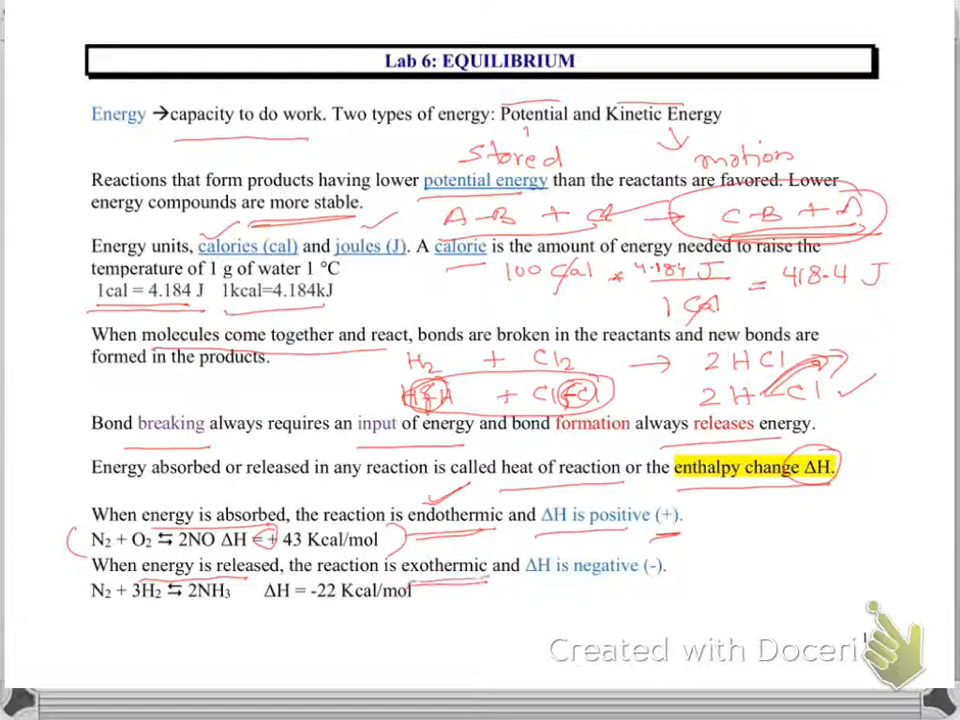 Lab 6: EQUILIBRIUM
Energy →capacity to do work. Two types of energy: Potential and Kinetic Energy
stored motion
Reactions that form products having lower potential energy than the reactants are favored. Lower
energy compounds are more stable.
A-B + C → C-B + A
Energy units, calories (cal) and joules (J). A calorie is the amount of energy needed to raise the
temperature of 1 g of water 1 °C
100 Cal * 4.184 J / 1 Cal = 418.4 J
1cal = 4.184 J 1kcal=4.184kJ
When molecules come together and react, bonds are broken in the reactants and new bonds are
formed in the products.
H₂ + Cl₂ → 2 HCl
H-H + Cl-Cl 2 H-Cl
Bond breaking always requires an input of energy and bond formation always releases energy.
Energy absorbed or released in any reaction is called heat of reaction or the enthalpy change ΔH.
When energy is absorbed, the reaction is endothermic and ΔH is positive (+).
N₂ + O₂ ⇆ 2NO ΔH = + 43 Kcal/mol
When energy is released, the reaction is exothermic and ΔH is negative (-).
N₂ + 3H₂ ⇆ 2NH₃ ΔH = -22 Kcal/mol
Created with Doceri